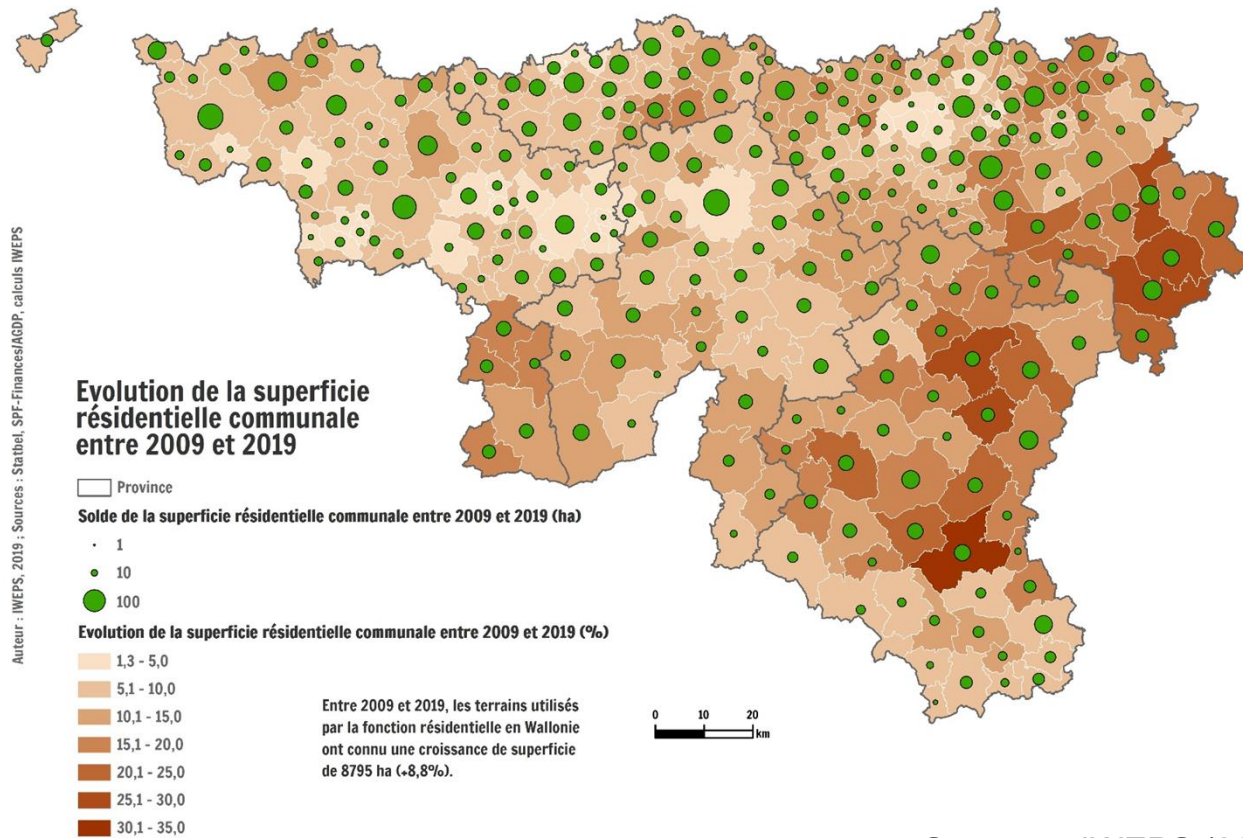 Evolution de la superficie
résidentielle communale
entre 2009 et 2019
Province
Solde de la superficie résidentielle communale entre 2009 et 2019 (ha)
1
10
100
Evolution de la superficie résidentielle communale entre 2009 et 2019 (%)
1,3 - 5,0
5,1 - 10,0
10,1 - 15,0
15,1 - 20,0
20,1 - 25,0
25,1 - 30,0
30,1 - 35,0
Entre 2009 et 2019, les terrains utilisés
par la fonction résidentielle en Wallonie
ont connu une croissance de superficie
de 8795 ha (+8,8%).
0 10 20
km
Auteur : IWEPS, 2019 ; Sources : Statbel, SPF-Finances/AGDP, calculs IWEPS